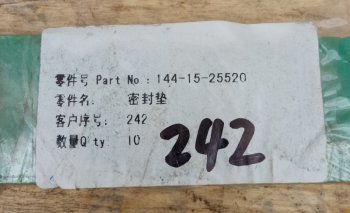 零件号 Part No : 144-15-25520
零件名: 密封垫
客户序号: 242
数量Q'ty: 10
242